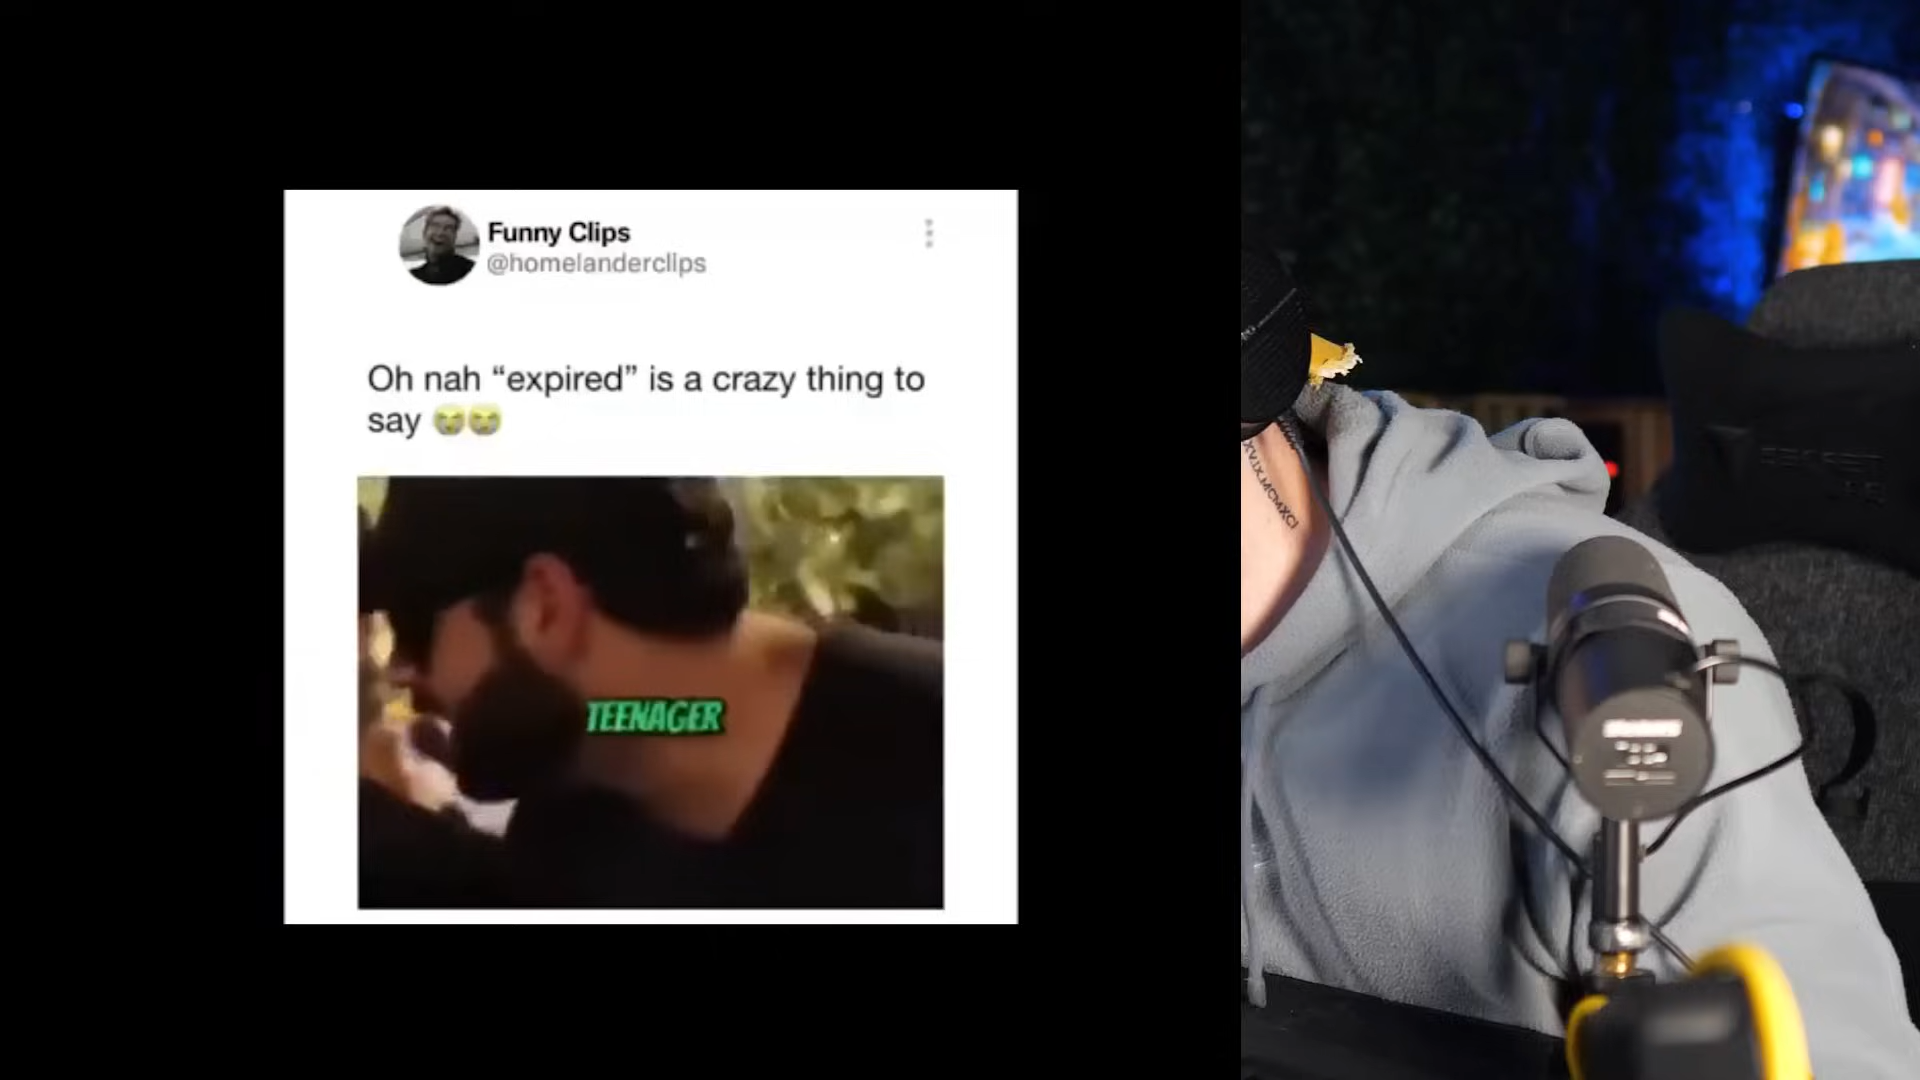 Funny Clips
@homelanderclips
Oh nah “expired” is a crazy thing to
say 😭😭
TEENAGER